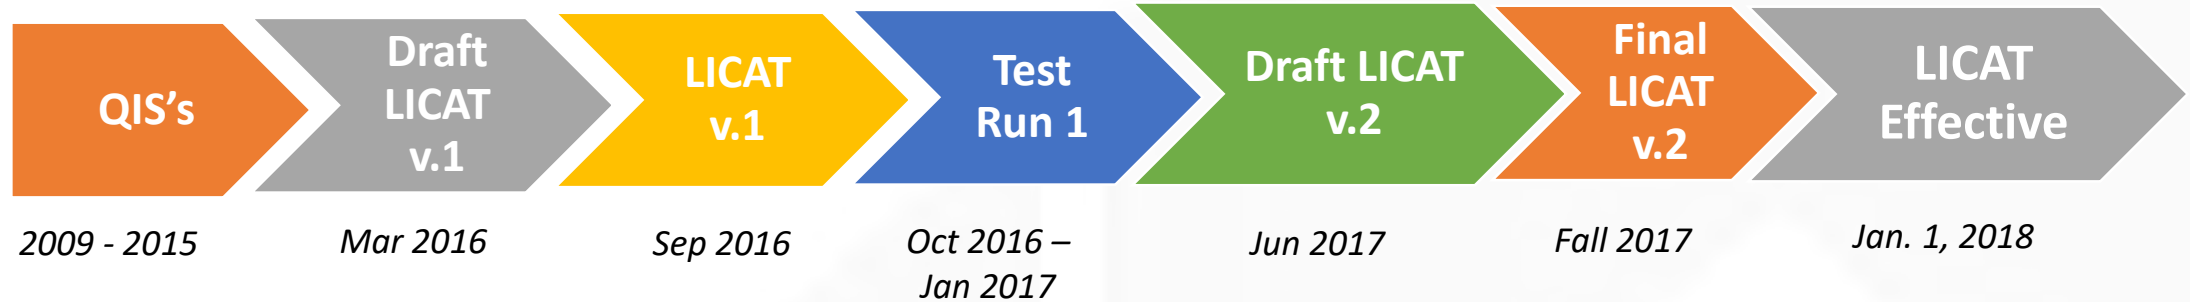 QIS's
Draft
LICAT
v.1
LICAT
v.1
Test
Run 1
Draft LICAT
v.2
Final
LICAT
v.2
LICAT
Effective
2009 - 2015
Mar 2016
Sep 2016
Oct 2016 –
Jan 2017
Jun 2017
Fall 2017
Jan. 1, 2018